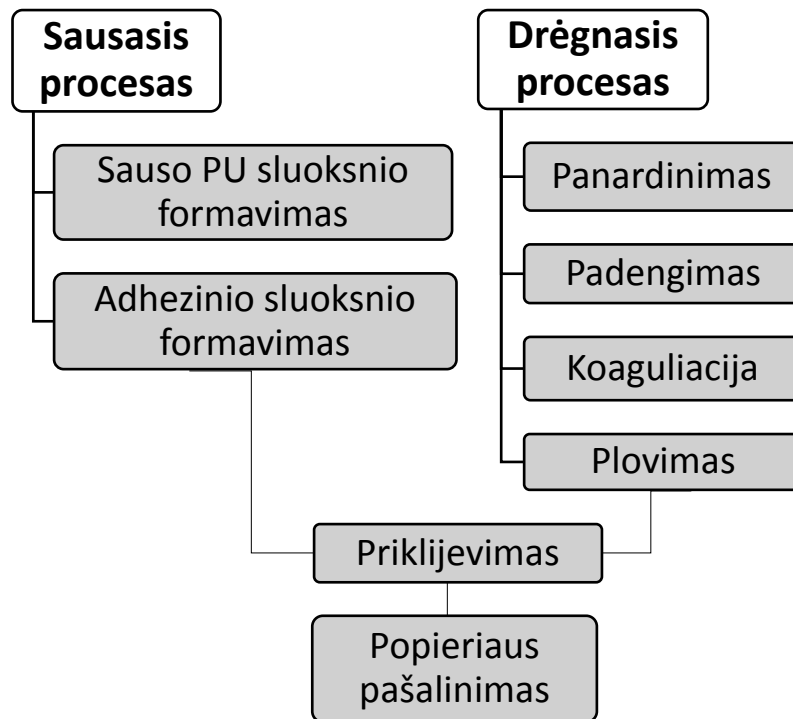 Sausasis
procesas
Sauso PU sluoksnio
formavimas
Adhezinio sluoksnio
formavimas
Drėgnasis
procesas
Panardinimas
Padengimas
Koaguliacija
Plovimas
Priklijevimas
Popieriaus
pašalinimas